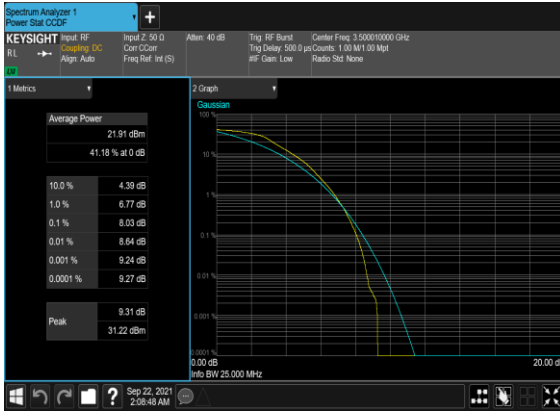 Spectrum Analyzer 1
Power Stat CCDF
+
KEYSIGHT
RL
Input: RF
Coupling: DC
Align: Auto
Input Z: 50 Ω
Corr CCorr
Freq Ref: Int (S)
Atten: 40 dB
Trig: RF Burst
Trig Delay: 500.0 µs
#IF Gain: Low
Center Freq: 3.500010000 GHz
Counts: 1.00 M/1.00 Mpt
Radio Std: None
1 Metrics
Average Power
21.91 dBm
41.18 % at 0 dB
10.0 % 4.39 dB
1.0 % 6.77 dB
0.1 % 8.03 dB
0.01 % 8.64 dB
0.001 % 9.24 dB
0.0001 % 9.27 dB
Peak
9.31 dB
31.22 dBm
2 Graph
Gaussian
100 %
10 %
1 %
0.1 %
0.01 %
0.001 %
0.0001 %
0.00 dB
20.00 d
Info BW 25.000 MHz
?
Sep 22, 2021
2:08:48 AM